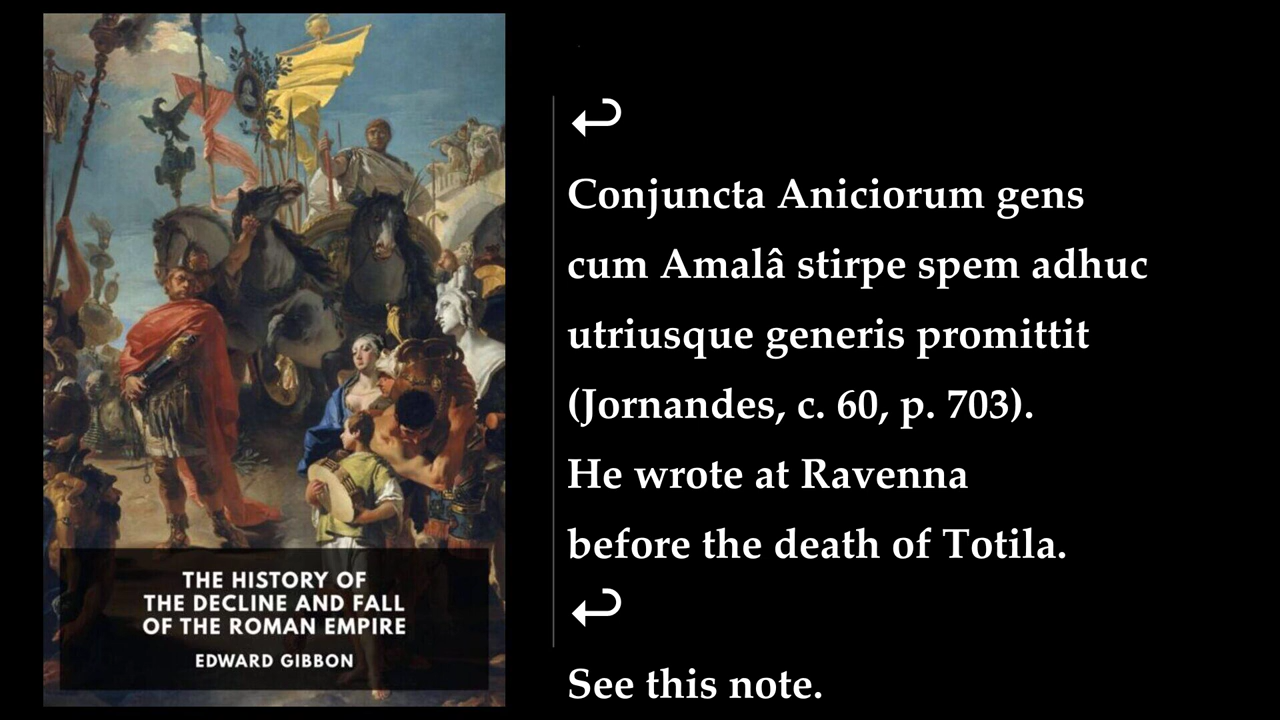 THE HISTORY OF
THE DECLINE AND FALL
OF THE ROMAN EMPIRE
EDWARD GIBBON
↩
Conjuncta Aniciorum gens
cum Amalâ stirpe spem adhuc
utriusque generis promittit
(Jornandes, c. 60, p. 703).
He wrote at Ravenna
before the death of Totila.
↩
See this note.